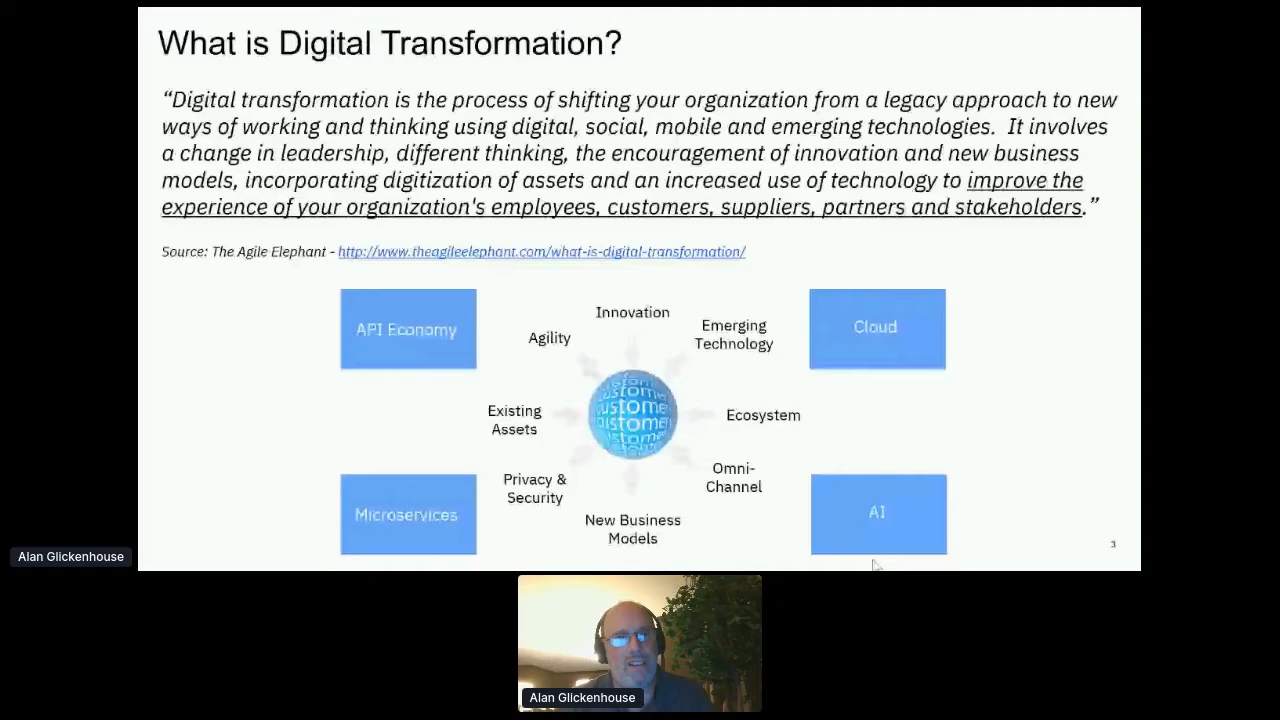 What is Digital Transformation?
“Digital transformation is the process of shifting your organization from a legacy approach to new
ways of working and thinking using digital, social, mobile and emerging technologies.  It involves
a change in leadership, different thinking, the encouragement of innovation and new business
models, incorporating digitization of assets and an increased use of technology to improve the
experience of your organization's employees, customers, suppliers, partners and stakeholders.”
Source: The Agile Elephant - http://www.theagileelephant.com/what-is-digital-transformation/
API Economy
Innovation
Agility
Emerging
Technology
Cloud
Existing
Assets
custome
Ecosystem
Privacy &
Security
Omni-
Channel
New Business
Models
Microservices
AI
3
Alan Glickenhouse
Alan Glickenhouse